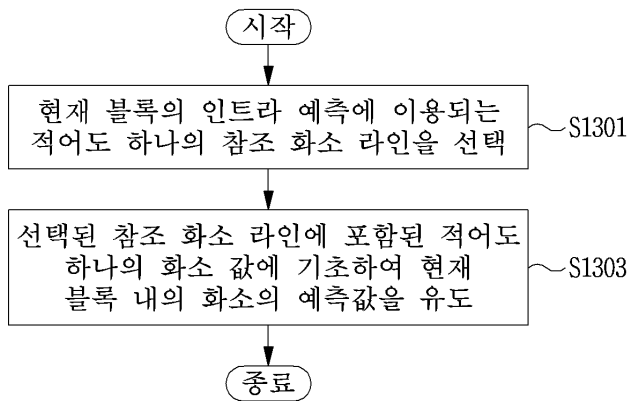 시작
현재 블록의 인트라 예측에 이용되는
적어도 하나의 참조 화소 라인을 선택
S1301
선택된 참조 화소 라인에 포함된 적어도
하나의 화소 값에 기초하여 현재
블록 내의 화소의 예측값을 유도
S1303
종료